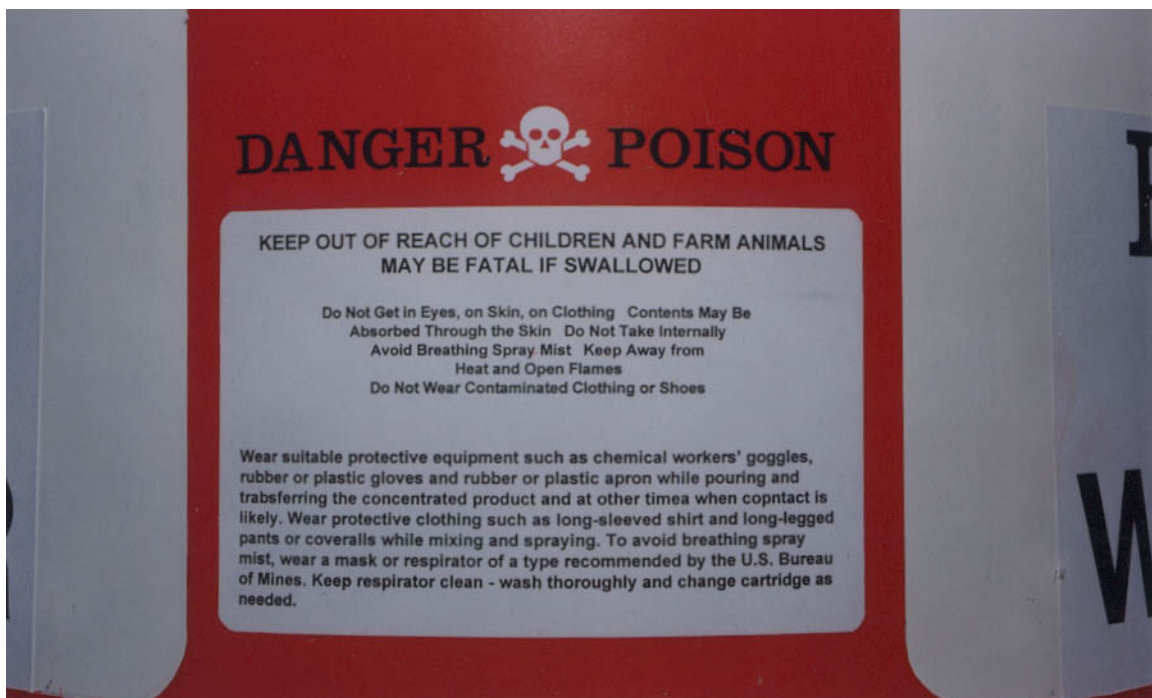 DANGER POISON
KEEP OUT OF REACH OF CHILDREN AND FARM ANIMALS
MAY BE FATAL IF SWALLOWED
Do Not Get in Eyes, on Skin, on Clothing Contents May Be
Absorbed Through the Skin Do Not Take Internally
Avoid Breathing Spray Mist Keep Away from
Heat and Open Flames
Do Not Wear Contaminated Clothing or Shoes
Wear suitable protective equipment such as chemical workers' goggles,
rubber or plastic gloves and rubber or plastic apron while pouring and
trabsferring the concentrated product and at other timea when copntact is
likely. Wear protective clothing such as long-sleeved shirt and long-legged
pants or coveralls while mixing and spraying. To avoid breathing spray
mist, wear a mask or respirator of a type recommended by the U.S. Bureau
of Mines. Keep respirator clean - wash thoroughly and change cartridge as
needed.